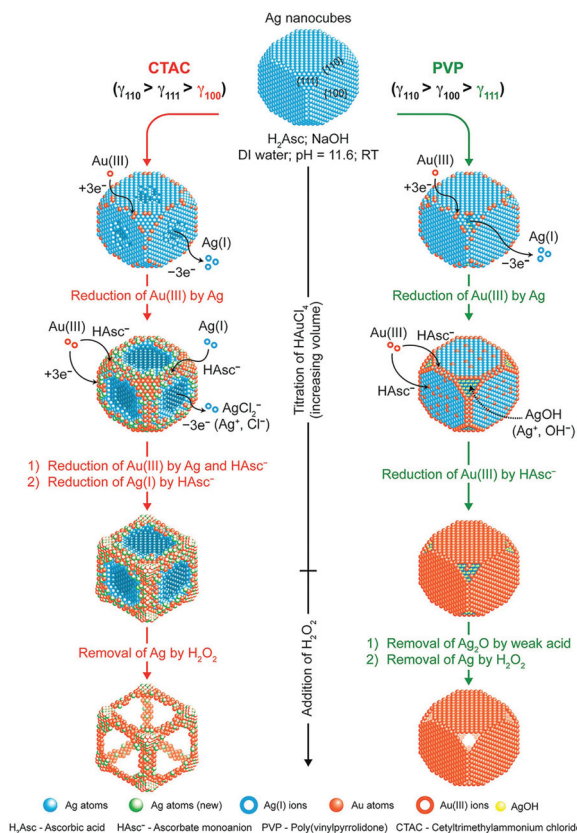 Ag nanocubes
CTAC
(γ110 > γ111 > γ100)
{110}
{111}
{100}
PVP
(γ110 > γ100 > γ111)
H2Asc; NaOH
DI water; pH = 11.6; RT
Au(III)
+3e−
Ag(I)
−3e−
Reduction of Au(III) by Ag
Au(III)
+3e−
Ag(I)
−3e−
Reduction of Au(III) by Ag
Titration of HAuCl4
(increasing volume)
Au(III)
HAsc−
Ag(I)
HAsc−
+3e−
AgCl2−
−3e− (Ag+, Cl−)
Au(III)
HAsc−
HAsc−
AgOH
(Ag+, OH−)
1) Reduction of Au(III) by Ag and HAsc−
2) Reduction of Ag(I) by HAsc−
Reduction of Au(III) by HAsc−
Addition of H2O2
Removal of Ag by H2O2
1) Removal of Ag2O by weak acid
2) Removal of Ag by H2O2
Ag atoms
Ag atoms (new)
Ag(I) ions
Au atoms
Au(III) ions
AgOH
H2Asc - Ascorbic acid
HAsc− - Ascorbate monoanion
PVP - Poly(vinylpyrrolidone)
CTAC - Cetyltrimethylammonium chlorid